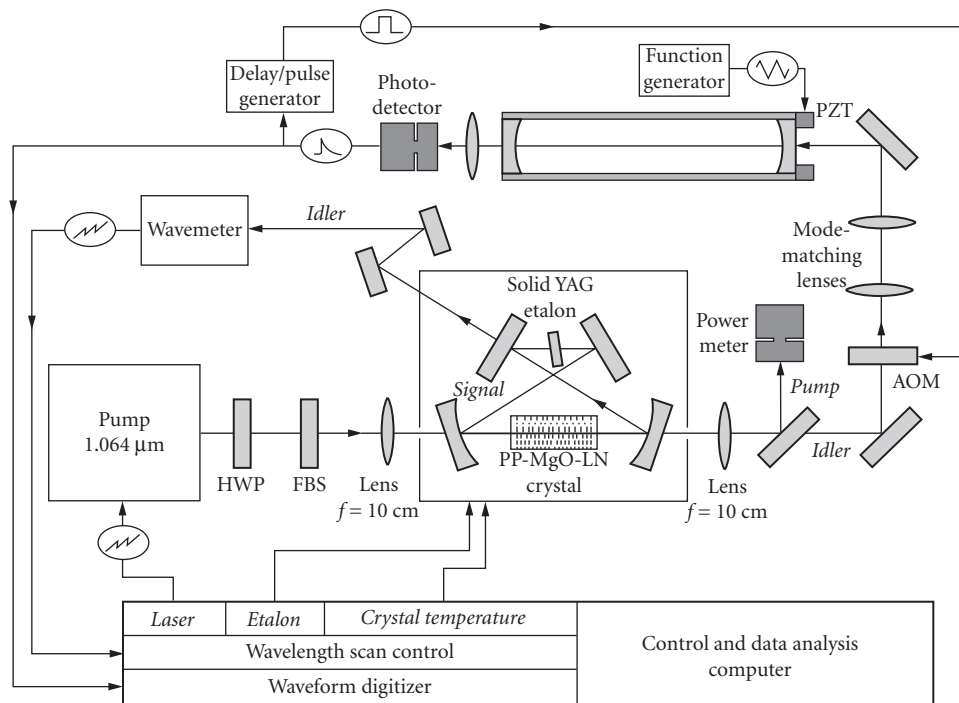 Delay/pulse
generator
Photo-
detector
Function
generator
PZT
Wavemeter
Idler
Mode-
matching
lenses
Solid YAG
etalon
Power
meter
Signal
Pump
AOM
Pump
1.064 μm
HWP
FBS
Lens
f = 10 cm
PP-MgO-LN
crystal
Lens
f = 10 cm
Idler
Laser
Etalon
Crystal temperature
Wavelength scan control
Waveform digitizer
Control and data analysis
computer